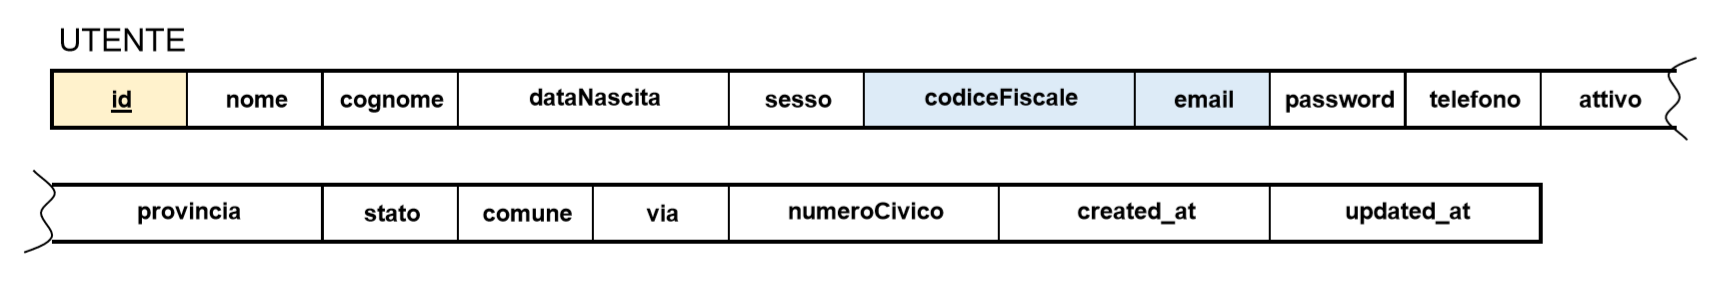 UTENTE
id nome cognome dataNascita sesso codiceFiscale email password telefono attivo
provincia stato comune via numeroCivico created_at updated_at